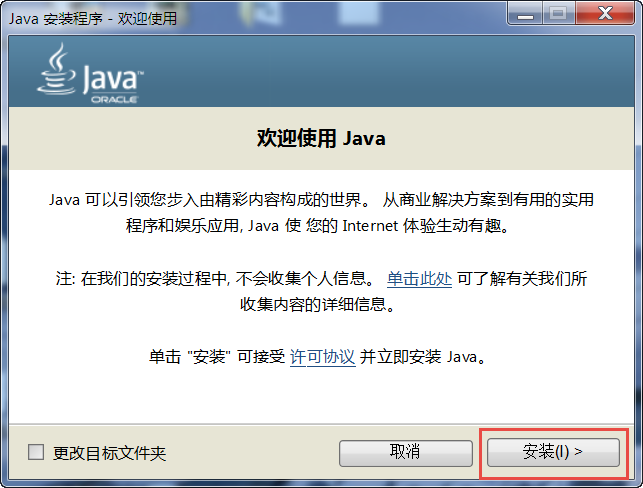 Java 安装程序 - 欢迎使用
Java™
ORACLE
欢迎使用 Java
Java 可以引领您步入由精彩内容构成的世界。 从商业解决方案到有用的实用
程序和娱乐应用, Java 使 您的 Internet 体验生动有趣。
注: 在我们的安装过程中, 不会收集个人信息。 单击此处 可了解有关我们所
收集内容的详细信息。
单击 "安装" 可接受 许可协议 并立即安装 Java。
更改目标文件夹
取消
安装(I) >